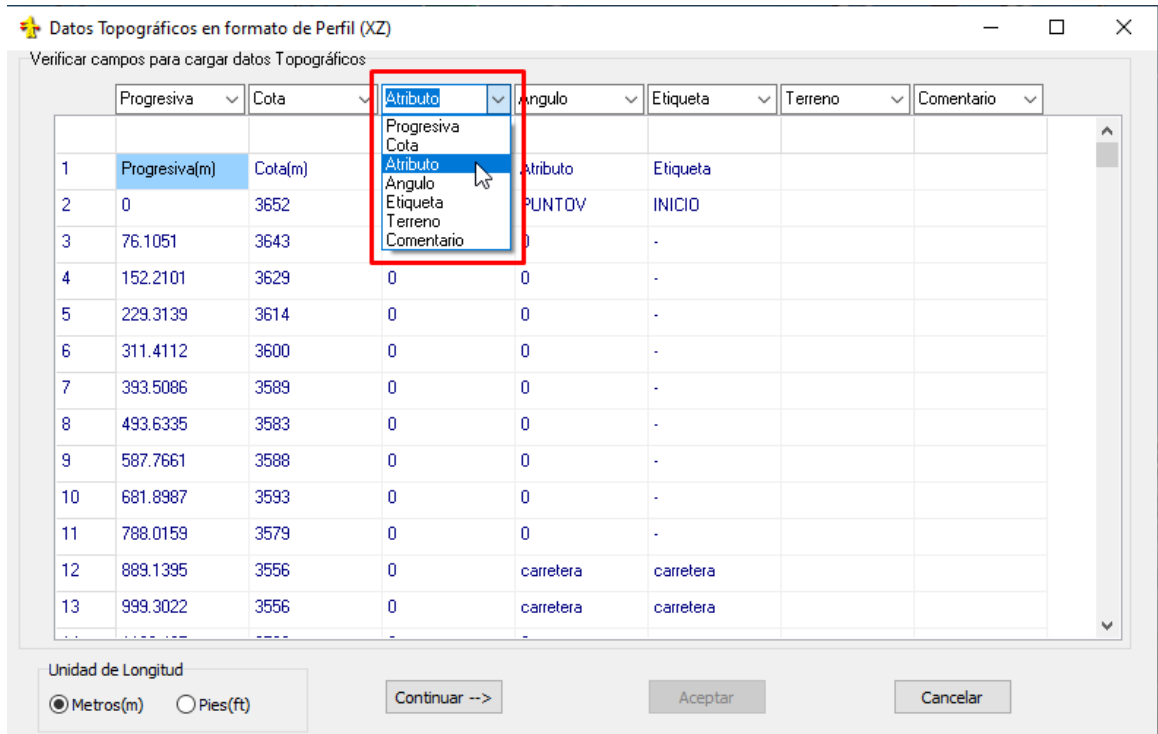 Datos Topográficos en formato de Perfil (XZ)
Verificar campos para cargar datos Topográficos
Progresiva Cota Atributo Angulo Etiqueta Terreno Comentario
Progresiva
Cota
Atributo
Angulo
Etiqueta
Terreno
Comentario
1 Progresiva(m) Cota(m) Atributo Etiqueta
2 0 3652 PUNTOV INICIO
3 76.1051 3643 0 -
4 152.2101 3629 0 0 -
5 229.3139 3614 0 0 -
6 311.4112 3600 0 0 -
7 393.5086 3589 0 0 -
8 493.6335 3583 0 0 -
9 587.7661 3588 0 0 -
10 681.8987 3593 0 0 -
11 788.0159 3579 0 0 -
12 889.1395 3556 0 carretera carretera
13 999.3022 3556 0 carretera carretera
Unidad de Longitud
Metros(m) Pies(ft)
Continuar --> Aceptar Cancelar